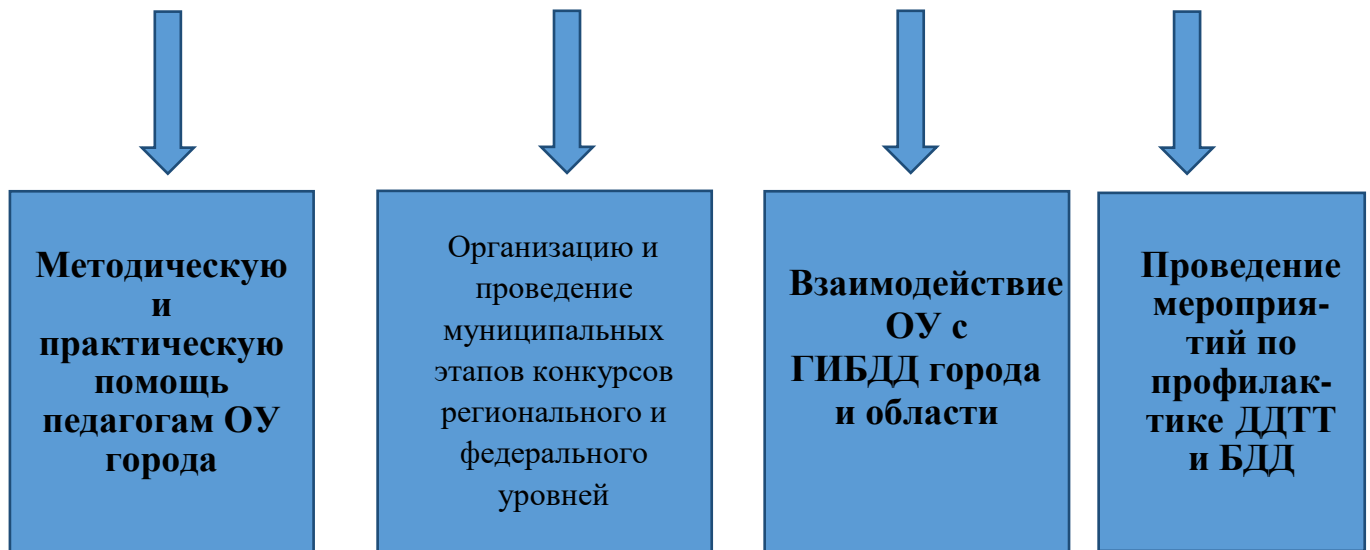 Методическую
и
практическую
помощь
педагогам ОУ
города
Организацию и
проведение
муниципальных
этапов конкурсов
регионального и
федерального
уровней
Взаимодействие
ОУ с
ГИБДД города
и области
Проведение
мероприя-
тий по
профилак-
тике ДДТТ
и БДД